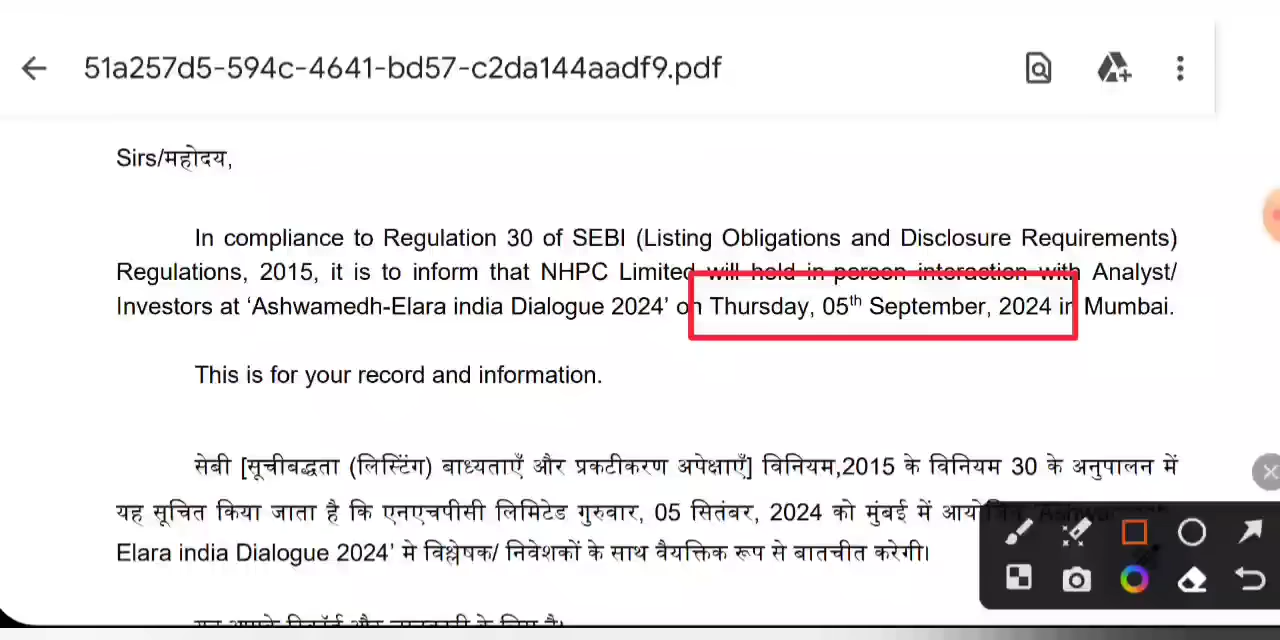 51a257d5-594c-4641-bd57-c2da144aadf9.pdf
Sirs/महोदय,
In compliance to Regulation 30 of SEBI (Listing Obligations and Disclosure Requirements)
Regulations, 2015, it is to inform that NHPC Limited will hold in person interaction with Analyst/
Investors at ‘Ashwamedh-Elara india Dialogue 2024’ on Thursday, 05th September, 2024 in Mumbai.
This is for your record and information.
सेबी [सूचीबद्धता (लिस्टिंग) बाध्यताएँ और प्रकटीकरण अपेक्षाएँ] विनियम,2015 के विनियम 30 के अनुपालन में
यह सूचित किया जाता है कि एनएचपीसी लिमिटेड गुरुवार, 05 सितंबर, 2024 को मुंबई में
Elara india Dialogue 2024’ मे विश्लेषक/ निवेशकों के साथ वैयक्तिक रूप से बातचीत करेगी।